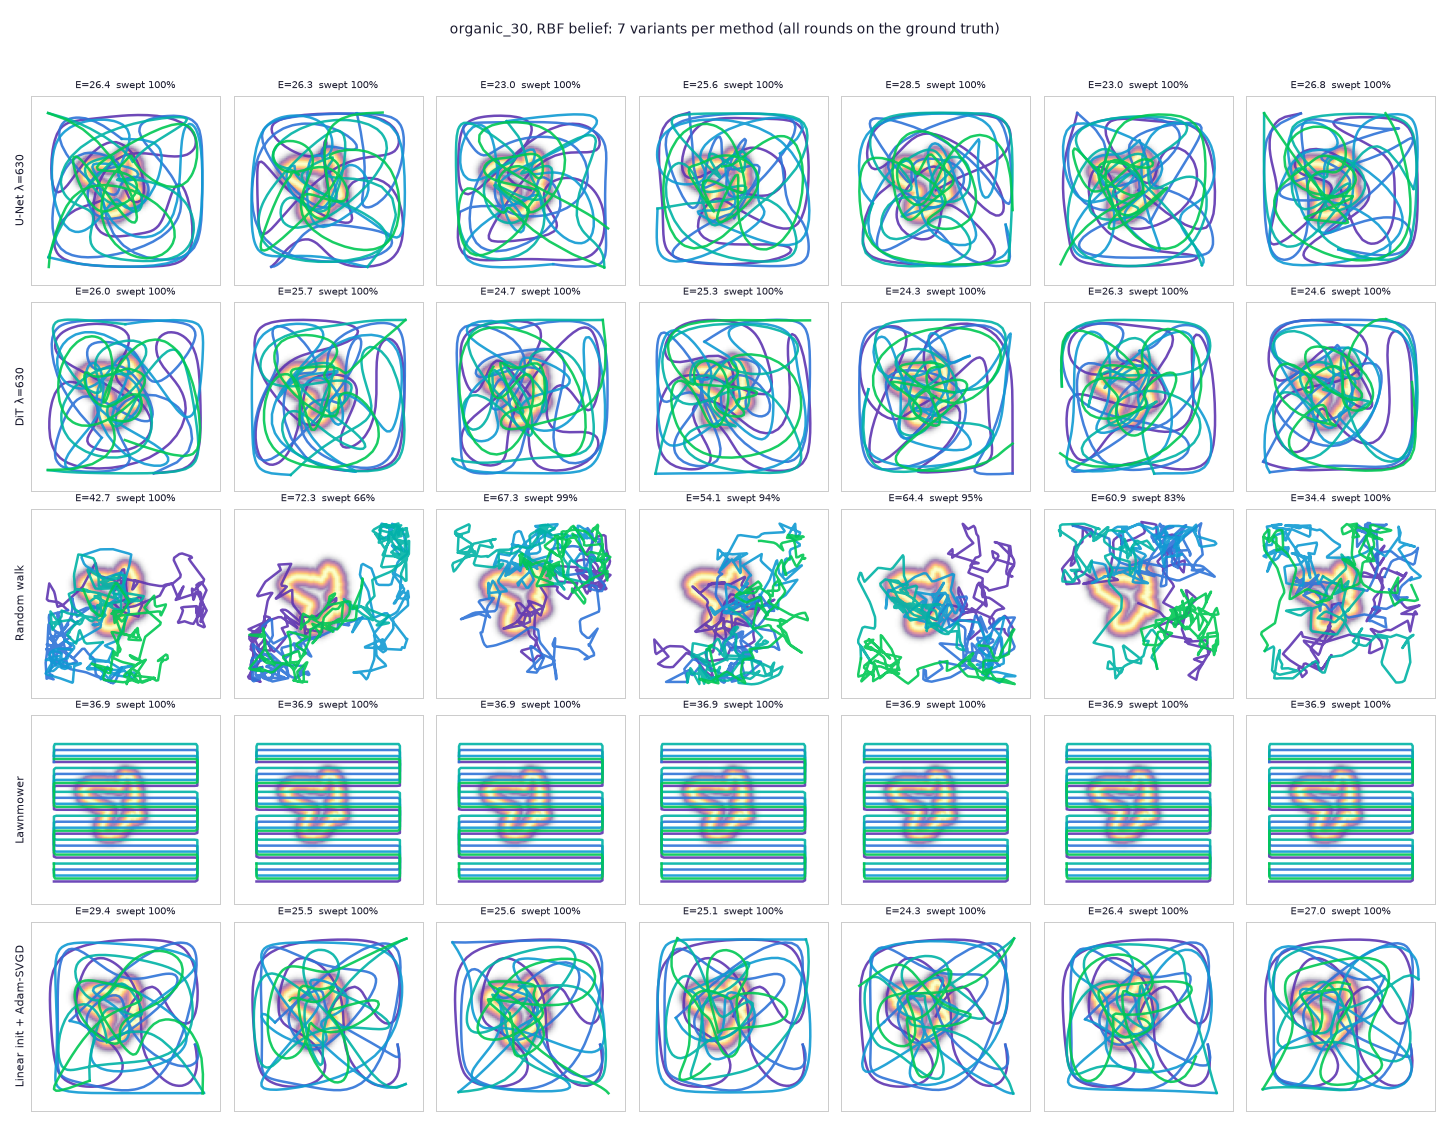 organic_30, RBF belief: 7 variants per method (all rounds on the ground truth)
E=26.4 swept 100% E=26.3 swept 100% E=23.0 swept 100% E=25.6 swept 100% E=28.5 swept 100% E=23.0 swept 100% E=26.8 swept 100%
U-Net λ=630
E=26.0 swept 100% E=25.7 swept 100% E=24.7 swept 100% E=25.3 swept 100% E=24.3 swept 100% E=26.3 swept 100% E=24.6 swept 100%
DiT λ=630
E=42.7 swept 100% E=72.3 swept 66% E=67.3 swept 99% E=54.1 swept 94% E=64.4 swept 95% E=60.9 swept 83% E=34.4 swept 100%
Random walk
E=36.9 swept 100% E=36.9 swept 100% E=36.9 swept 100% E=36.9 swept 100% E=36.9 swept 100% E=36.9 swept 100% E=36.9 swept 100%
Lawnmower
E=29.4 swept 100% E=25.5 swept 100% E=25.6 swept 100% E=25.1 swept 100% E=24.3 swept 100% E=26.4 swept 100% E=27.0 swept 100%
Linear init + Adam-SVGD